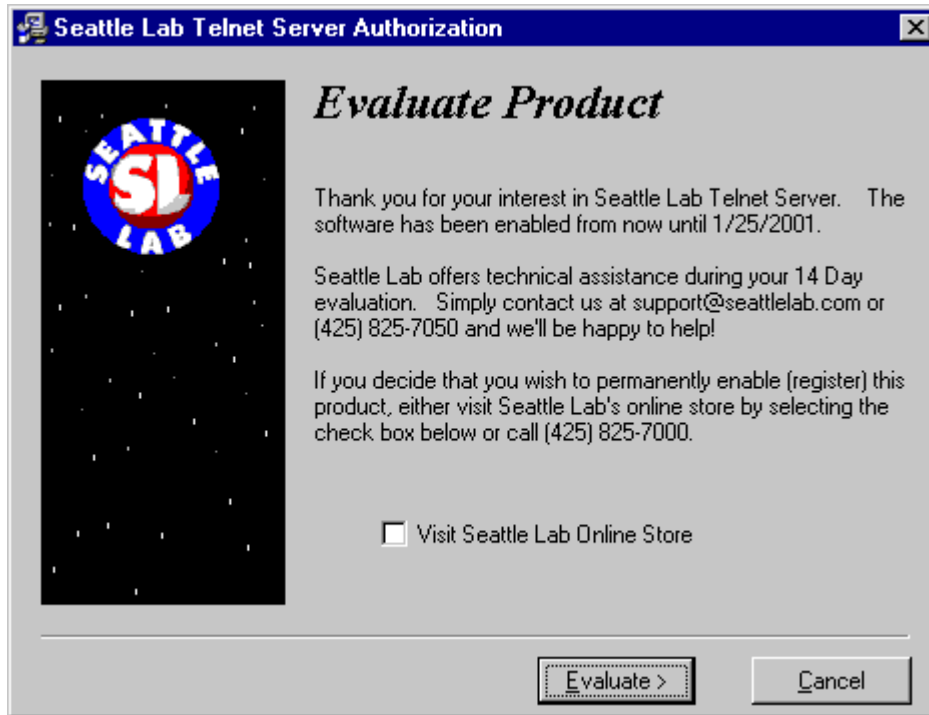 Seattle Lab Telnet Server Authorization
SEATTLE
SL
LAB
Evaluate Product
Thank you for your interest in Seattle Lab Telnet Server. The
software has been enabled from now until 1/25/2001.
Seattle Lab offers technical assistance during your 14 Day
evaluation. Simply contact us at support@seattlelab.com or
(425) 825-7050 and we'll be happy to help!
If you decide that you wish to permanently enable (register) this
product, either visit Seattle Lab's online store by selecting the
check box below or call (425) 825-7000.
Visit Seattle Lab Online Store
Evaluate >
Cancel